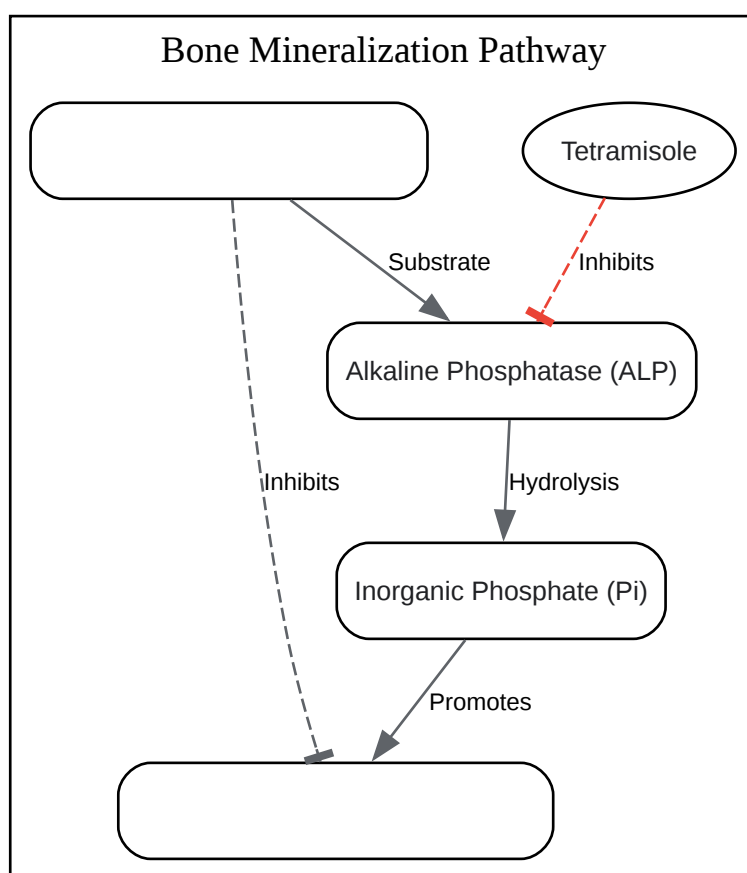 Bone Mineralization Pathway
Tetramisole
Substrate
Inhibits
Alkaline Phosphatase (ALP)
Inhibits
Hydrolysis
Inorganic Phosphate (Pi)
Promotes